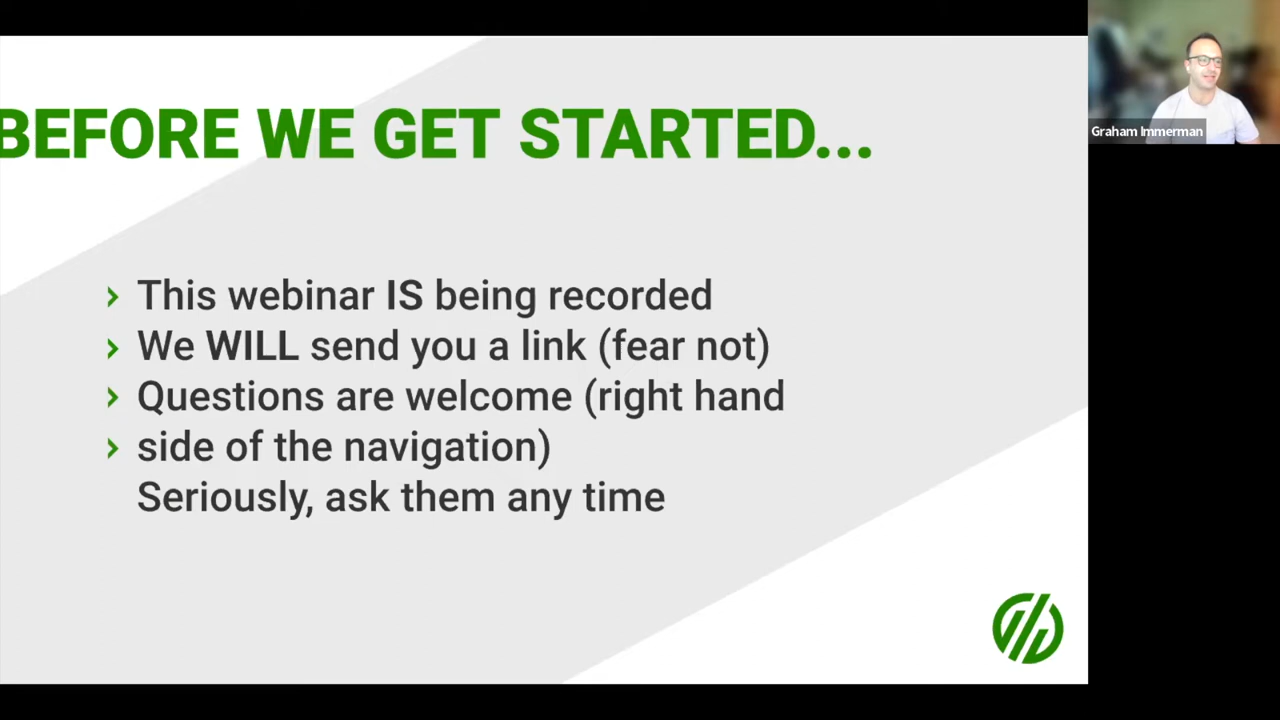 BEFORE WE GET STARTED...
Graham Immerman
› This webinar IS being recorded
› We WILL send you a link (fear not)
› Questions are welcome (right hand
› side of the navigation)
Seriously, ask them any time